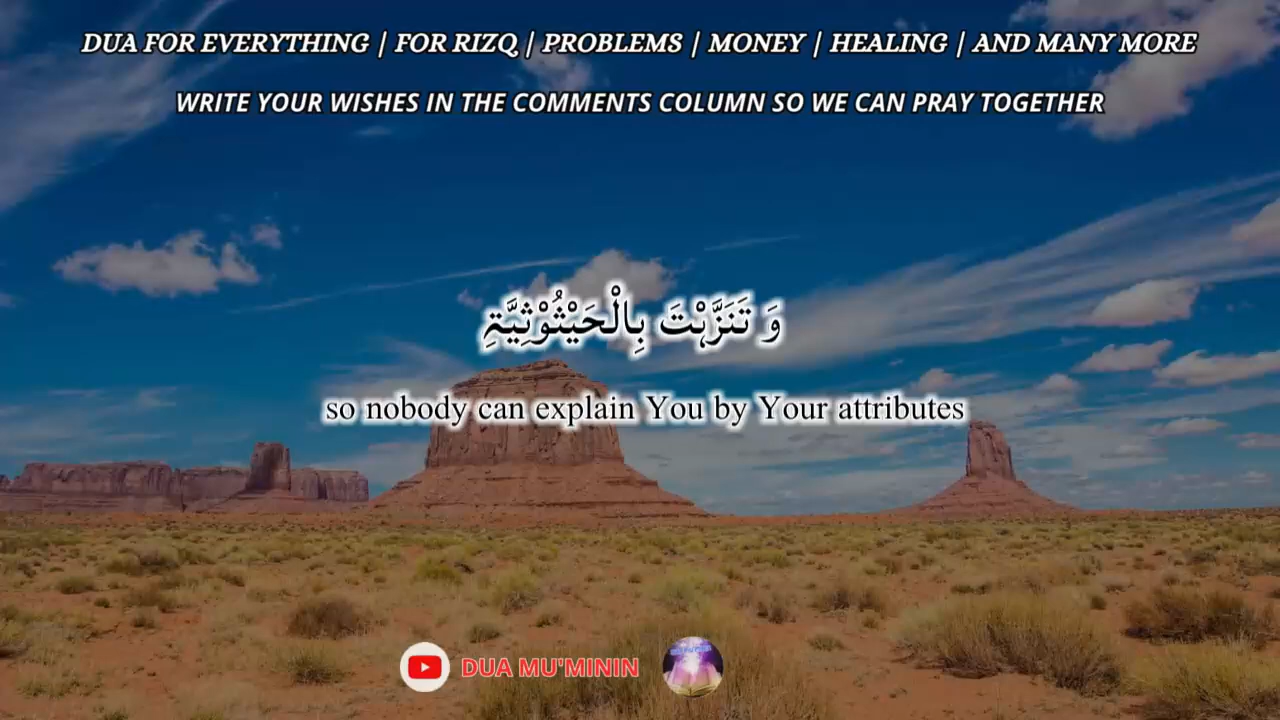 DUA FOR EVERYTHING | FOR RIZQ | PROBLEMS | MONEY | HEALING | AND MANY MORE
WRITE YOUR WISHES IN THE COMMENTS COLUMN SO WE CAN PRAY TOGETHER
وَ تَنَزَّہْتَ بِالْحَيْثُوْثِيَّةِ
so nobody can explain You by Your attributes
DUA MU'MININ